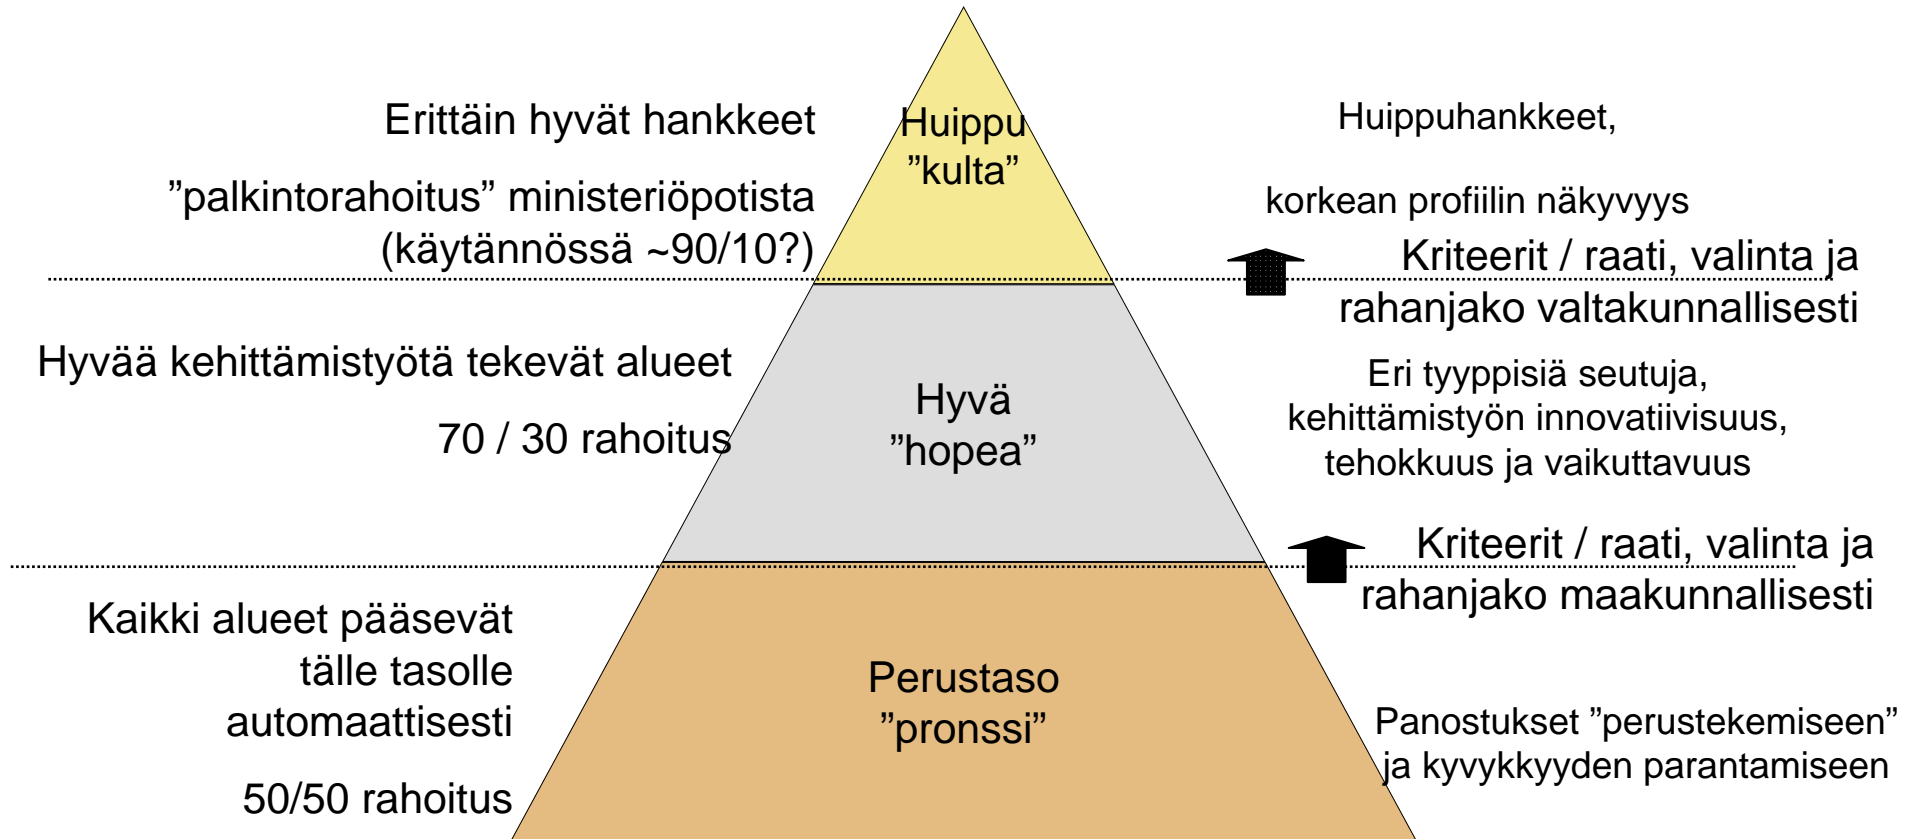 Erittäin hyvät hankkeet
”palkintorahoitus” ministeriöpotista
(käytännössä ~90/10?)
Huippu
”kulta”
Huippuhankkeet,
korkean profiilin näkyvyys
Kriteerit / raati, valinta ja
rahanjako valtakunnallisesti
Hyvää kehittämistyötä tekevät alueet
70 / 30 rahoitus
Hyvä
”hopea”
Eri tyyppisiä seutuja,
kehittämistyön innovatiivisuus,
tehokkuus ja vaikuttavuus
Kriteerit / raati, valinta ja
rahanjako maakunnallisesti
Kaikki alueet pääsevät
tälle tasolle
automaattisesti
50/50 rahoitus
Perustaso
”pronssi”
Panostukset ”perustekemiseen”
ja kyvykkyyden parantamiseen